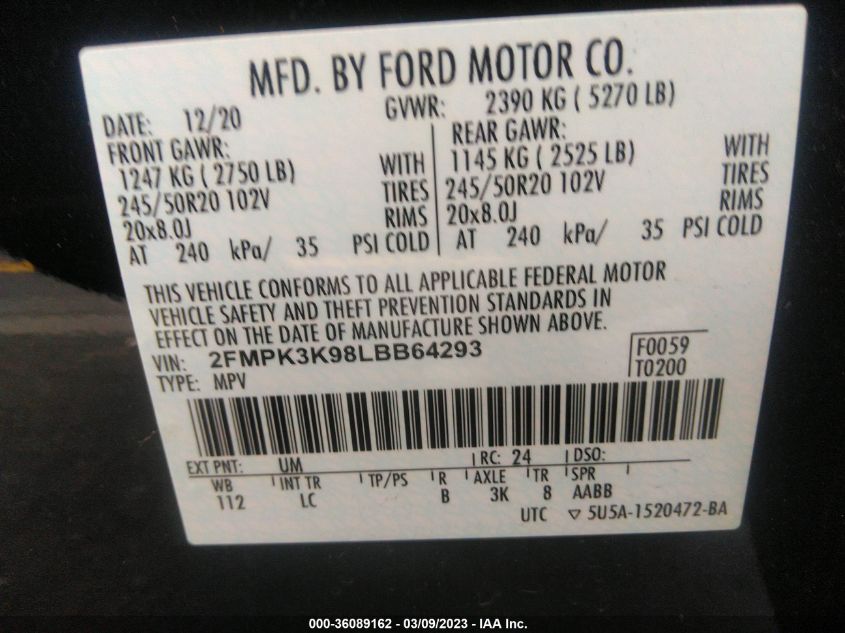 MFD. BY FORD MOTOR CO.
DATE: 12/20 GVWR: 2390 KG ( 5270 LB)
FRONT GAWR: REAR GAWR:
1247 KG ( 2750 LB) WITH 1145 KG ( 2525 LB) WITH
245/50R20 102V TIRES 245/50R20 102V TIRES
20x8.0J RIMS 20x8.0J RIMS
AT 240 kPa/ 35 PSI COLD AT 240 kPa/ 35 PSI COLD
THIS VEHICLE CONFORMS TO ALL APPLICABLE FEDERAL MOTOR
VEHICLE SAFETY AND THEFT PREVENTION STANDARDS IN
EFFECT ON THE DATE OF MANUFACTURE SHOWN ABOVE.
VIN: 2FMPK3K98LBB64293 F0059
TYPE: MPV T0200
EXT PNT: UM RC: 24 DSO:
WB INT TR TP/PS R AXLE TR SPR
112 LC B 3K 8 AABB
UTC ▽ 5U5A-1520472-BA
000-36089162 - 03/09/2023 - IAA Inc.